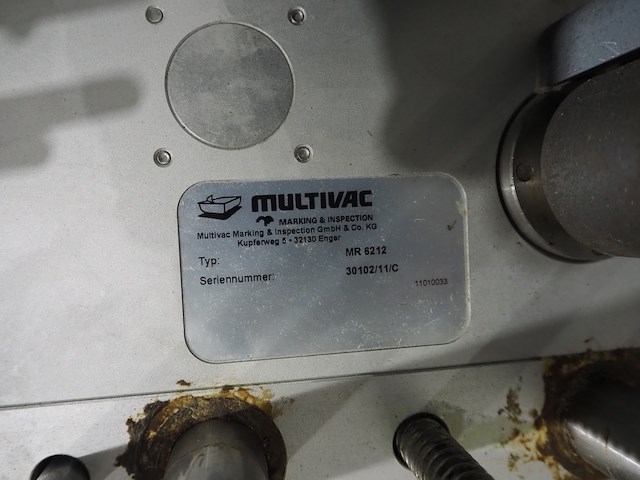 MULTIVAC
MARKING & INSPECTION
Multivac Marking & Inspection GmbH & Co. KG
Kupferweg 5 • 32130 Enger
Typ: MR 6212
Seriennummer: 30102/11/C
11010033